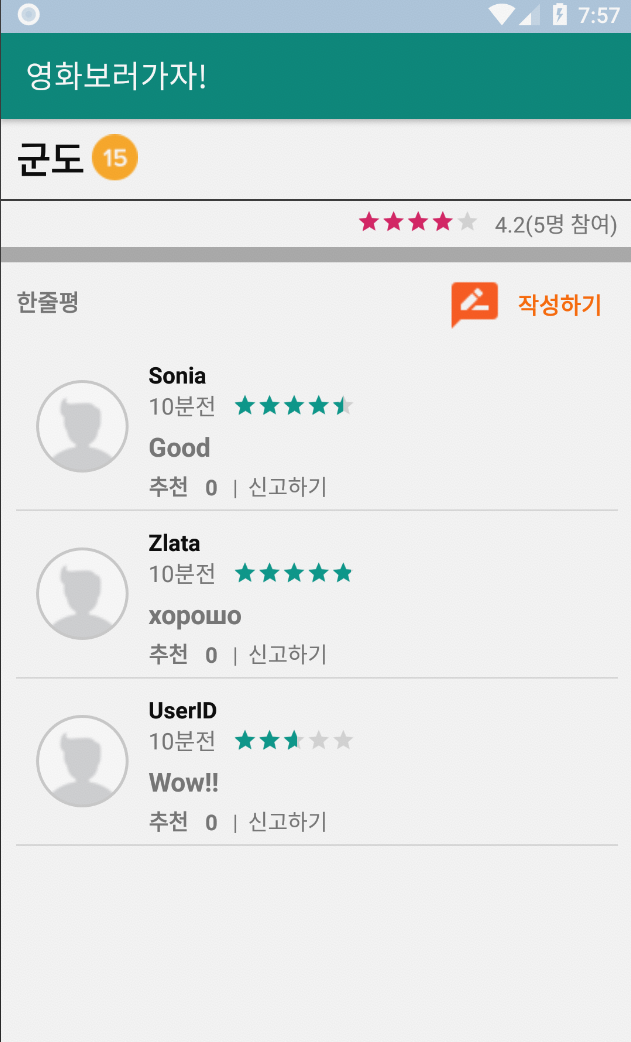 7:57
영화보러가자!
군도 15
4.2(5명 참여)
한줄평 작성하기
Sonia
10분전
Good
추천 0 | 신고하기
Zlata
10분전
хорошо
추천 0 | 신고하기
UserID
10분전
Wow!!
추천 0 | 신고하기